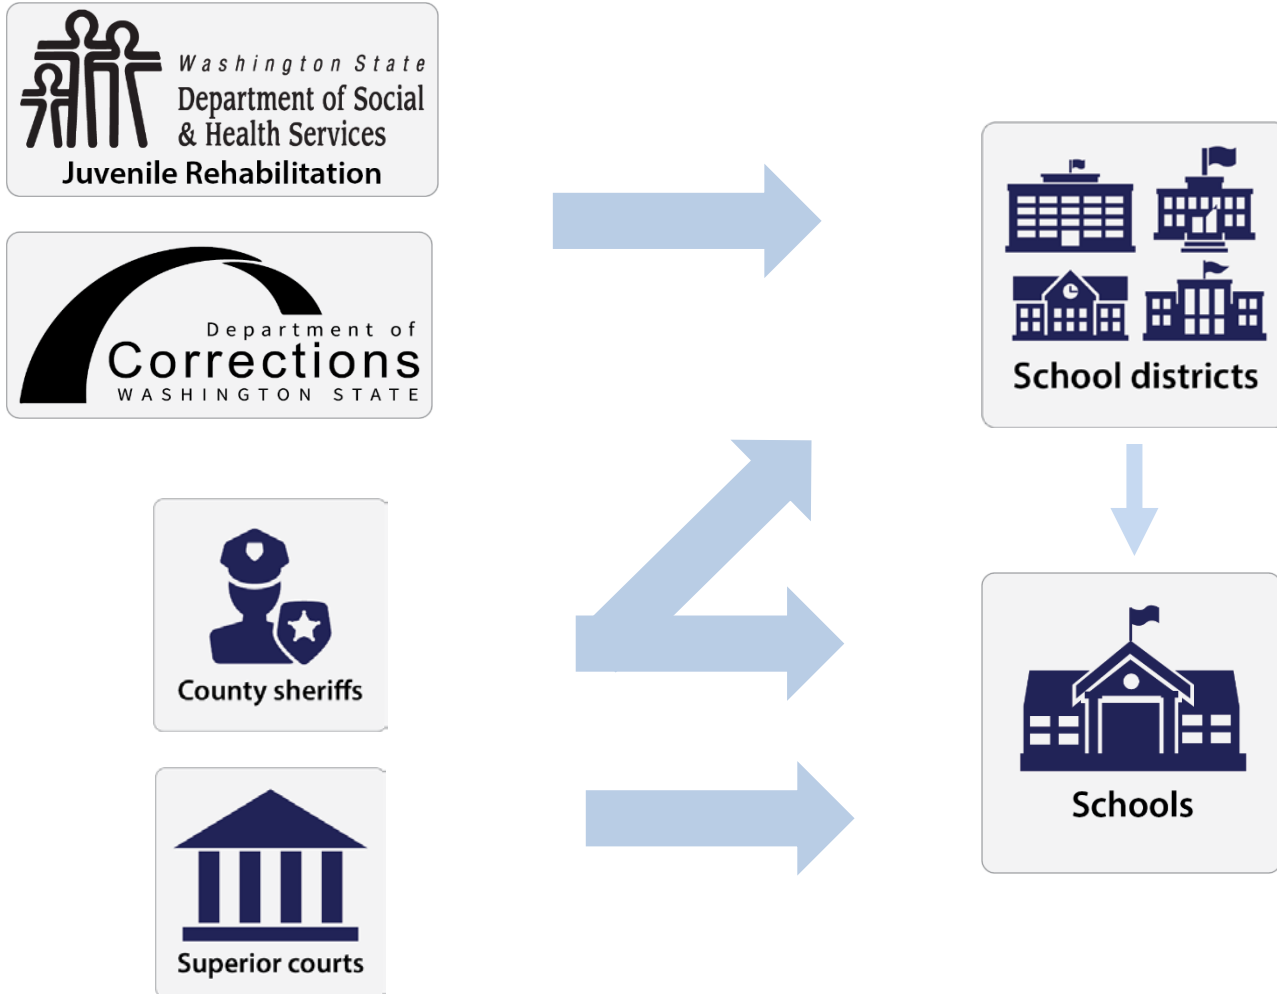 Washington State
Department of Social
& Health Services
Juvenile Rehabilitation
Department of
Corrections
WASHINGTON STATE
County sheriffs
Superior courts
School districts
Schools